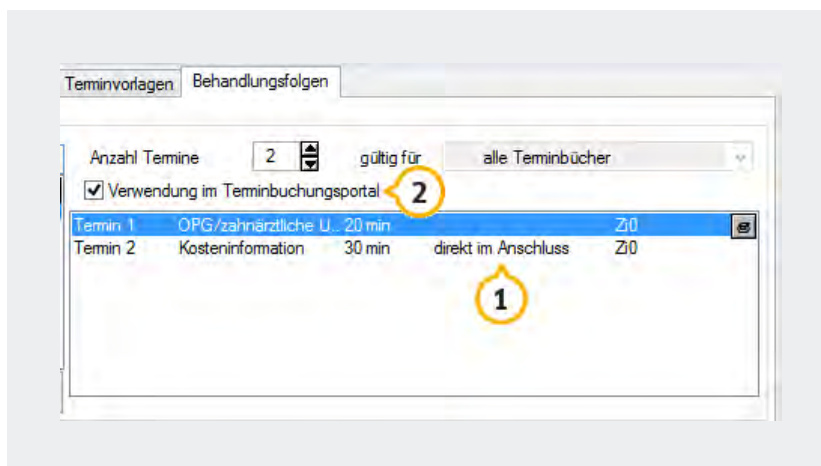 Terminvorlagen Behandlungsfolgen
Anzahl Termine 2 gültig für alle Terminbücher
Verwendung im Terminbuchungsportal 2
Termin 1 OPG/zahnärztliche U... 20 min Zi0
Termin 2 Kosteninformation 30 min direkt im Anschluss Zi0
1